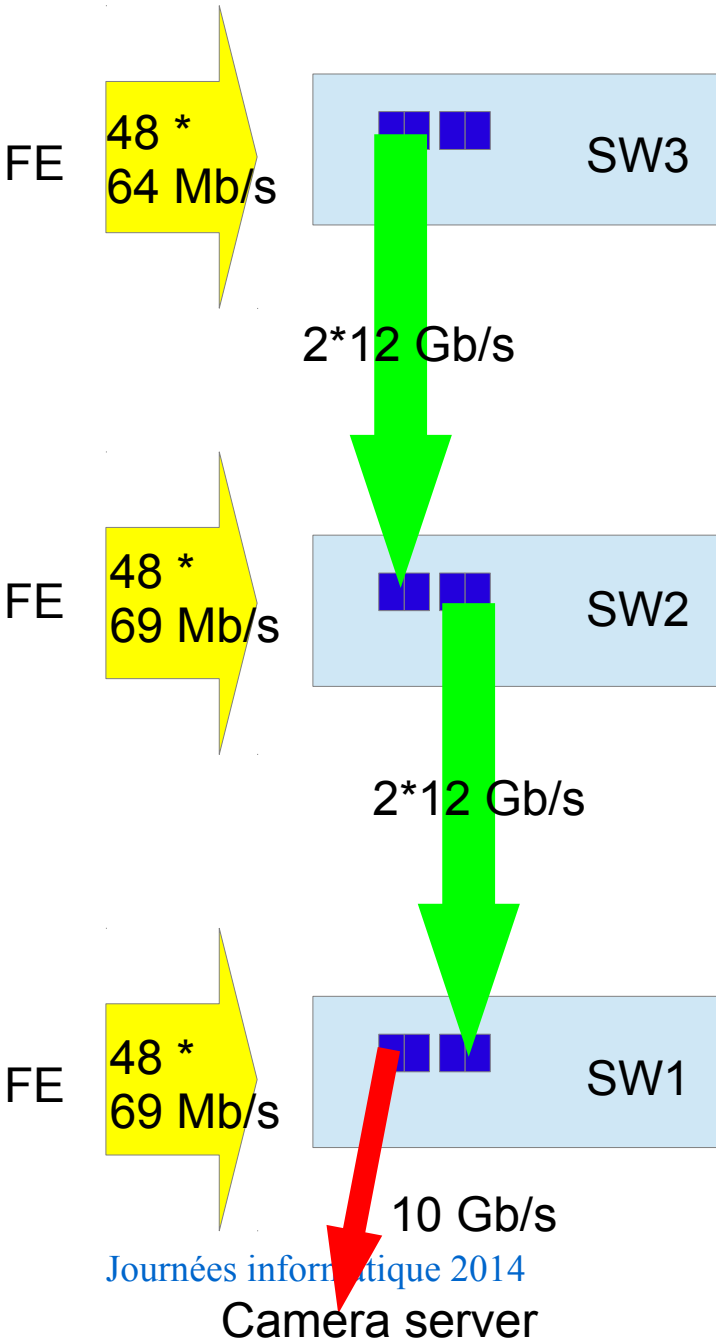 FE
48 *
64 Mb/s
SW3
2*12 Gb/s
FE
48 *
69 Mb/s
SW2
2*12 Gb/s
FE
48 *
69 Mb/s
SW1
10 Gb/s
Journées informatique 2014
Camera server